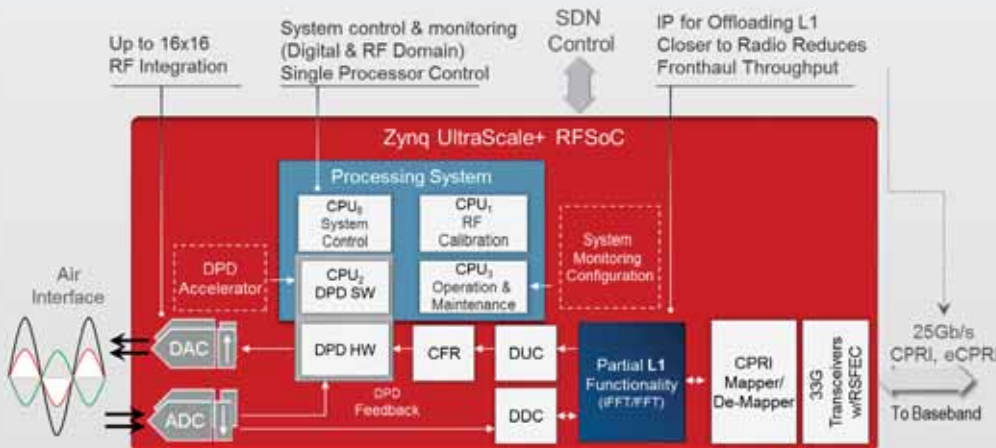 Up to 16x16
RF Integration
System control & monitoring
(Digital & RF Domain)
Single Processor Control
SDN
Control
IP for Offloading L1
Closer to Radio Reduces
Fronthaul Throughput
Zynq UltraScale+ RFSoC
Processing System
CPU0
System
Control
CPU1
RF
Calibration
System
Monitoring
Configuration
DPD
Accelerator
CPU2
DPD SW
CPU3
Operation &
Maintenance
Air
Interface
DAC
DPD HW
CFR
DUC
Partial L1
Functionality
(iFFT/FFT)
CPRI
Mapper/
De-Mapper
33G
Transceivers
w/RSFEC
25Gb/s
CPRI, eCPRI
DPD
Feedback
ADC
DDC
To Baseband